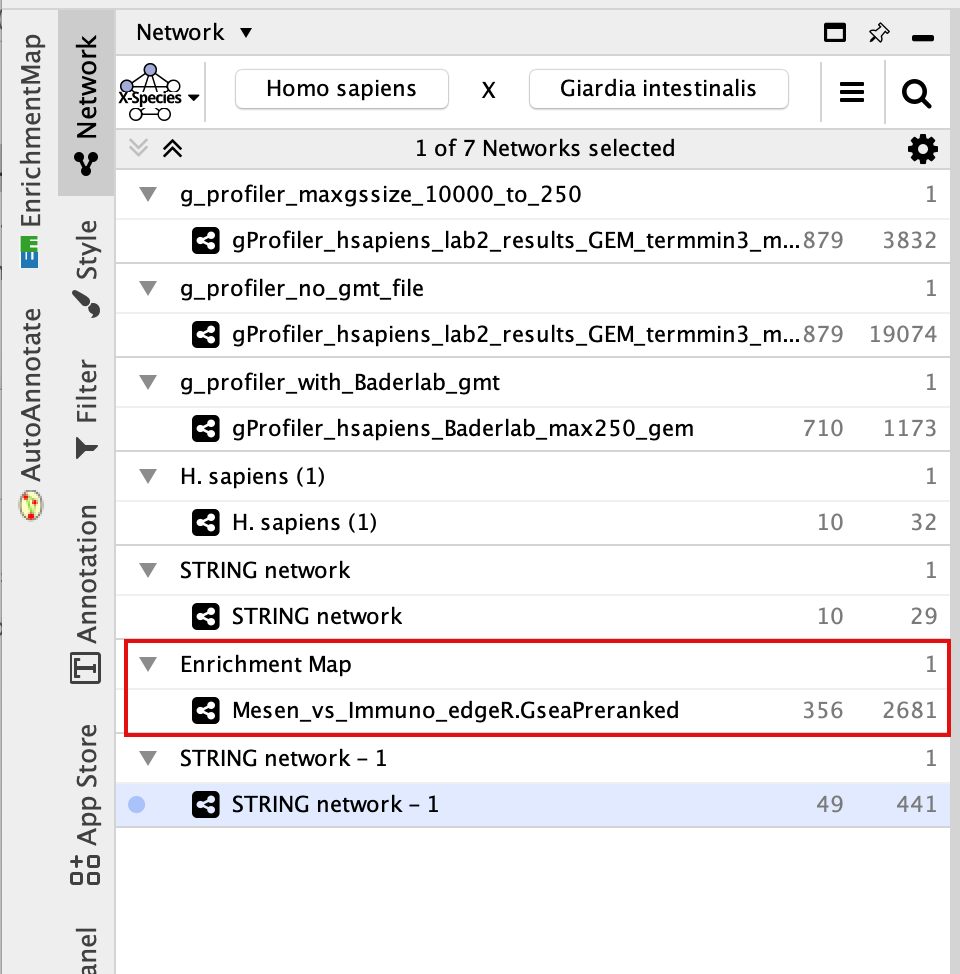 Network
X-Species
Homo sapiens X Giardia intestinalis
1 of 7 Networks selected
g_profiler_maxgssize_10000_to_250 1
gProfiler_hsapiens_lab2_results_GEM_termmin3_m...879 3832
g_profiler_no_gmt_file 1
gProfiler_hsapiens_lab2_results_GEM_termmin3_m...879 19074
g_profiler_with_Baderlab_gmt 1
gProfiler_hsapiens_Baderlab_max250_gem 710 1173
H. sapiens (1) 1
H. sapiens (1) 10 32
STRING network 1
STRING network 10 29
Enrichment Map 1
Mesen_vs_Immuno_edgeR.GseaPreranked 356 2681
STRING network – 1 1
STRING network – 1 49 441
EnrichmentMap
AutoAnnotate
Network
Style
Filter
Annotation
App Store
anel